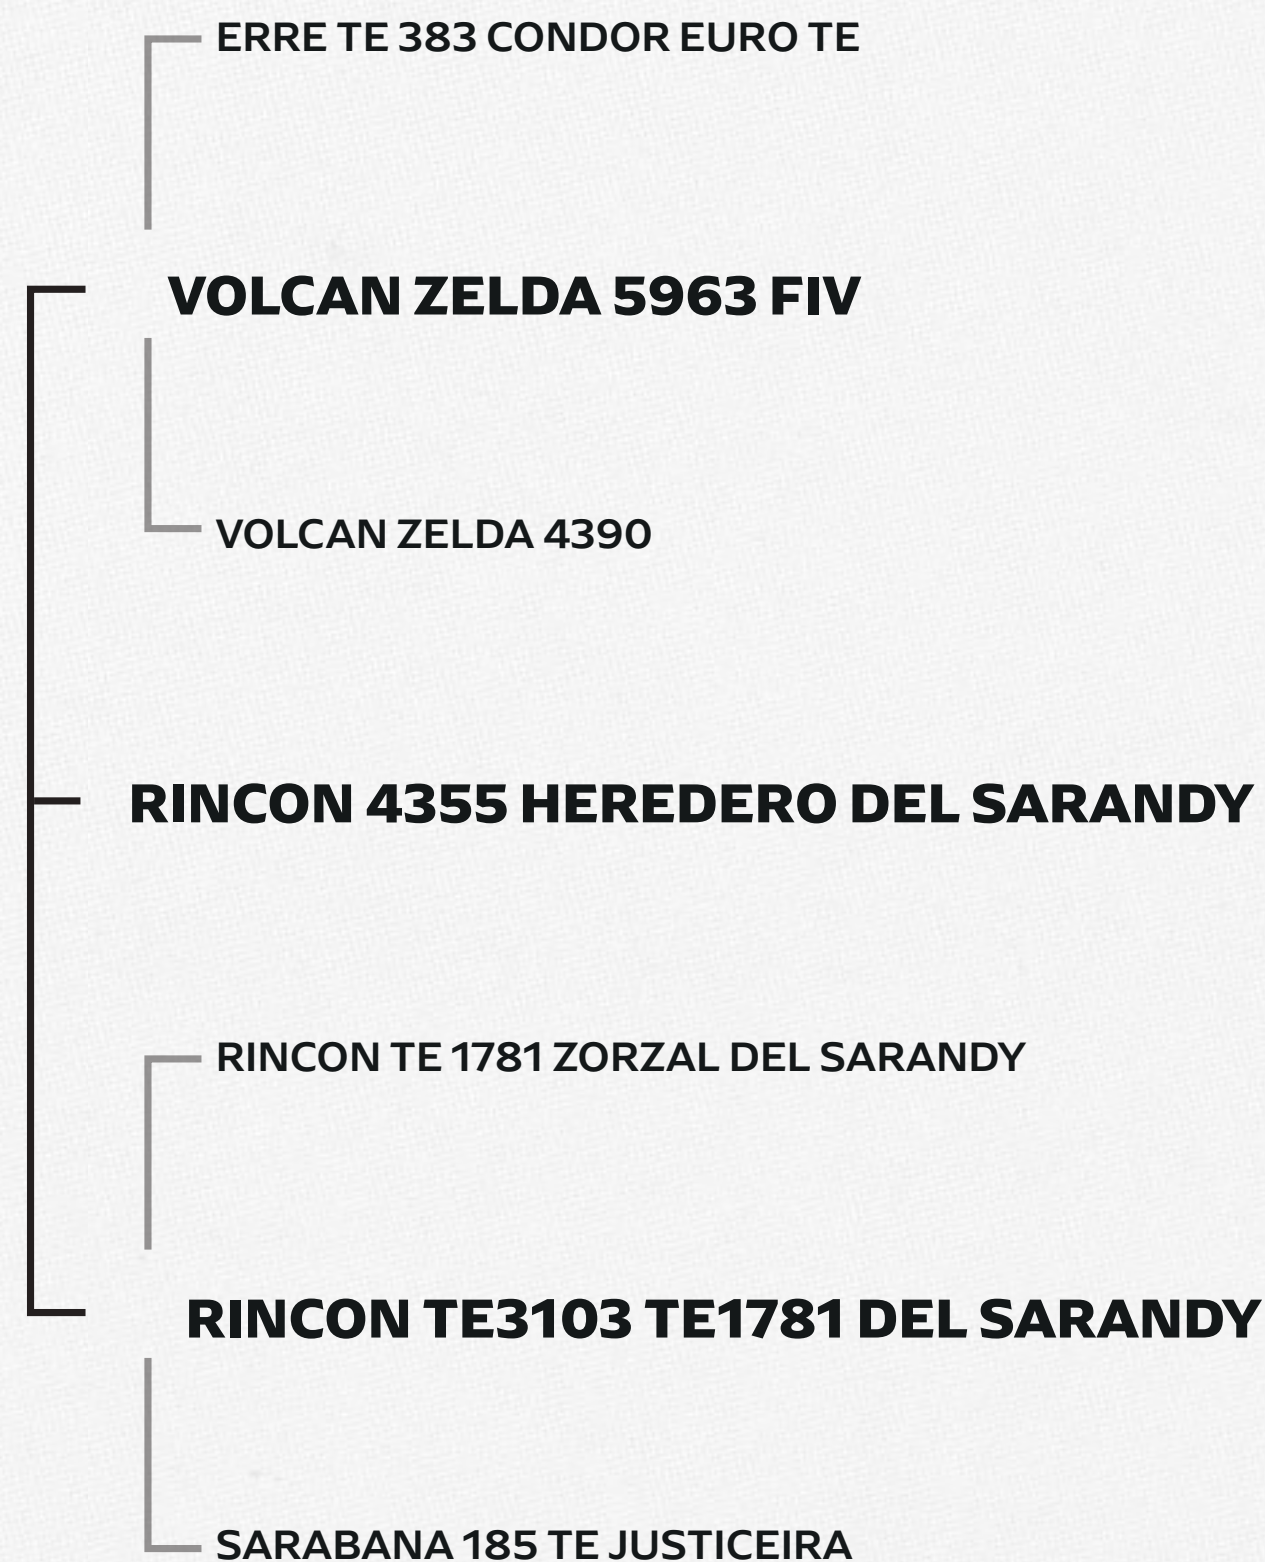 ERRE TE 383 CONDOR EURO TE
VOLCAN ZELDA 5963 FIV
VOLCAN ZELDA 4390
RINCON 4355 HEREDERO DEL SARANDY
RINCON TE 1781 ZORZAL DEL SARANDY
RINCON TE3103 TE1781 DEL SARANDY
SARABANA 185 TE JUSTICEIRA